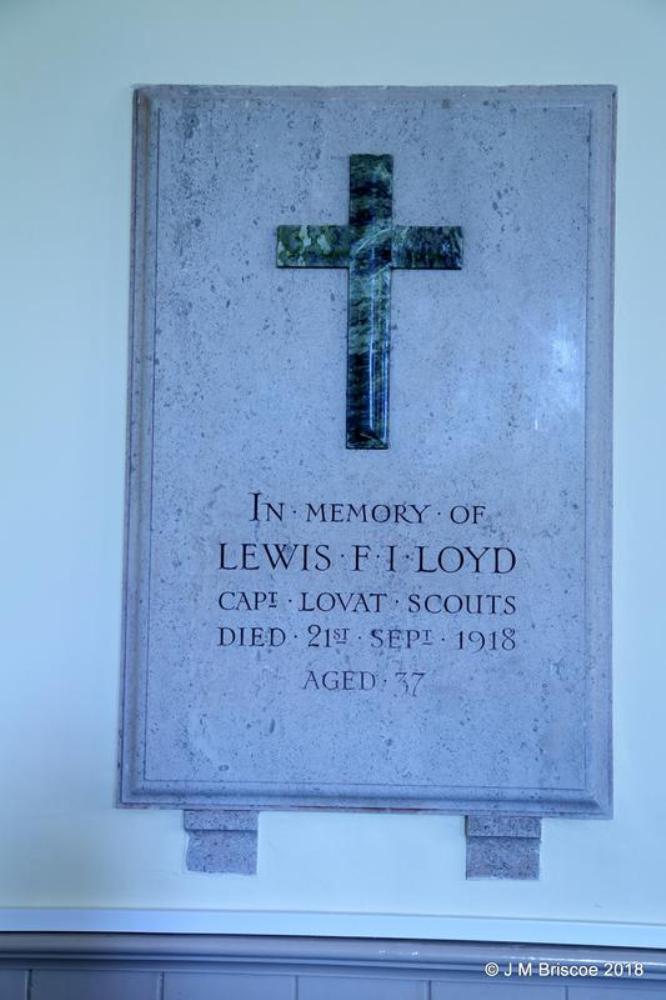 IN · MEMORY · OF
LEWIS · F · I · LOYD
CAPT · LOVAT · SCOUTS
DIED · 21ST · SEPT · 1918
AGED · 37
© J M Briscoe 2018